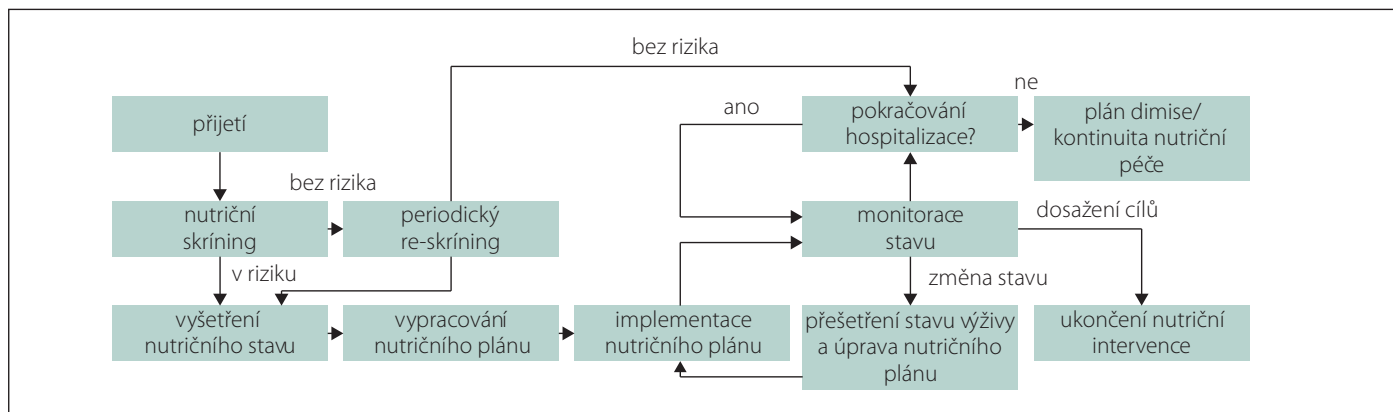 bez rizika
přijetí
ano
pokračování
hospitalizace?
ne
plán dimise/
kontinuita nutriční
péče
bez rizika
nutriční
skríning
periodický
re-skríning
monitorace
stavu
dosažení cílů
v riziku
změna stavu
vyšetření
nutričního stavu
vypracování
nutričního plánu
implementace
nutričního plánu
přešetření stavu výživy
a úprava nutričního
plánu
ukončení nutriční
intervence